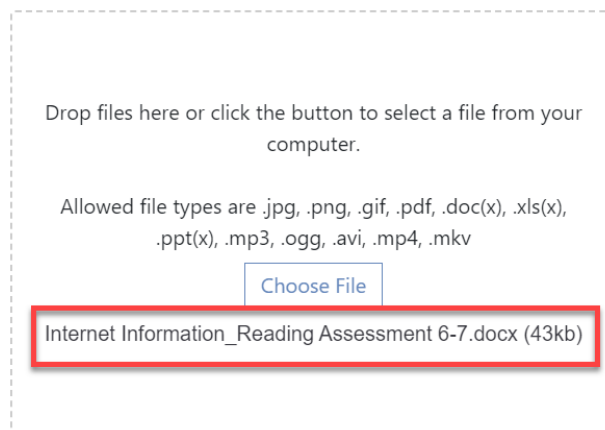 Drop files here or click the button to select a file from your
computer.
Allowed file types are .jpg, .png, .gif, .pdf, .doc(x), .xls(x),
.ppt(x), .mp3, .ogg, .avi, .mp4, .mkv
Choose File
Internet Information_Reading Assessment 6-7.docx (43kb)